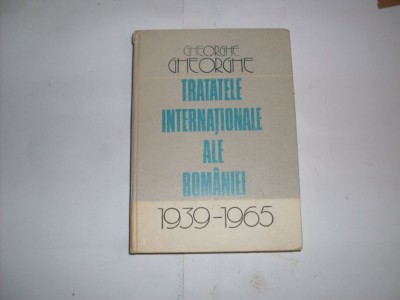 GHEORGHE
GHEORGHE
TRATATELE
INTERNAȚIONALE
ALE
ROMÂNIEI
1939-1965